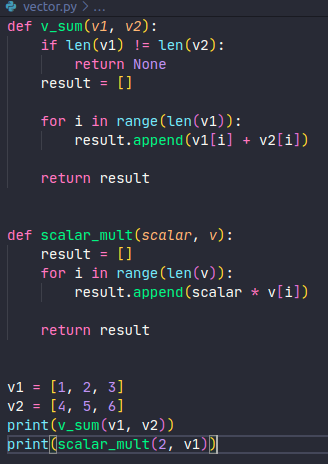 vector.py > ...
def v_sum(v1, v2):
    if len(v1) != len(v2):
        return None
    result = []

    for i in range(len(v1)):
        result.append(v1[i] + v2[i])

    return result


def scalar_mult(scalar, v):
    result = []
    for i in range(len(v)):
        result.append(scalar * v[i])

    return result


v1 = [1, 2, 3]
v2 = [4, 5, 6]
print(v_sum(v1, v2))
print(scalar_mult(2, v1))